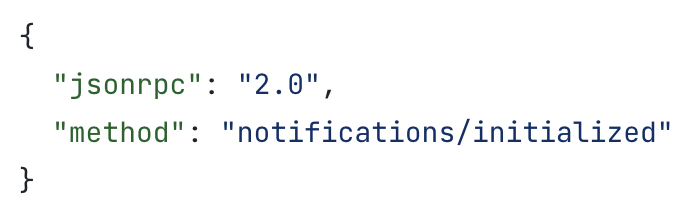 {
"jsonrpc": "2.0",
"method": "notifications/initialized"
}